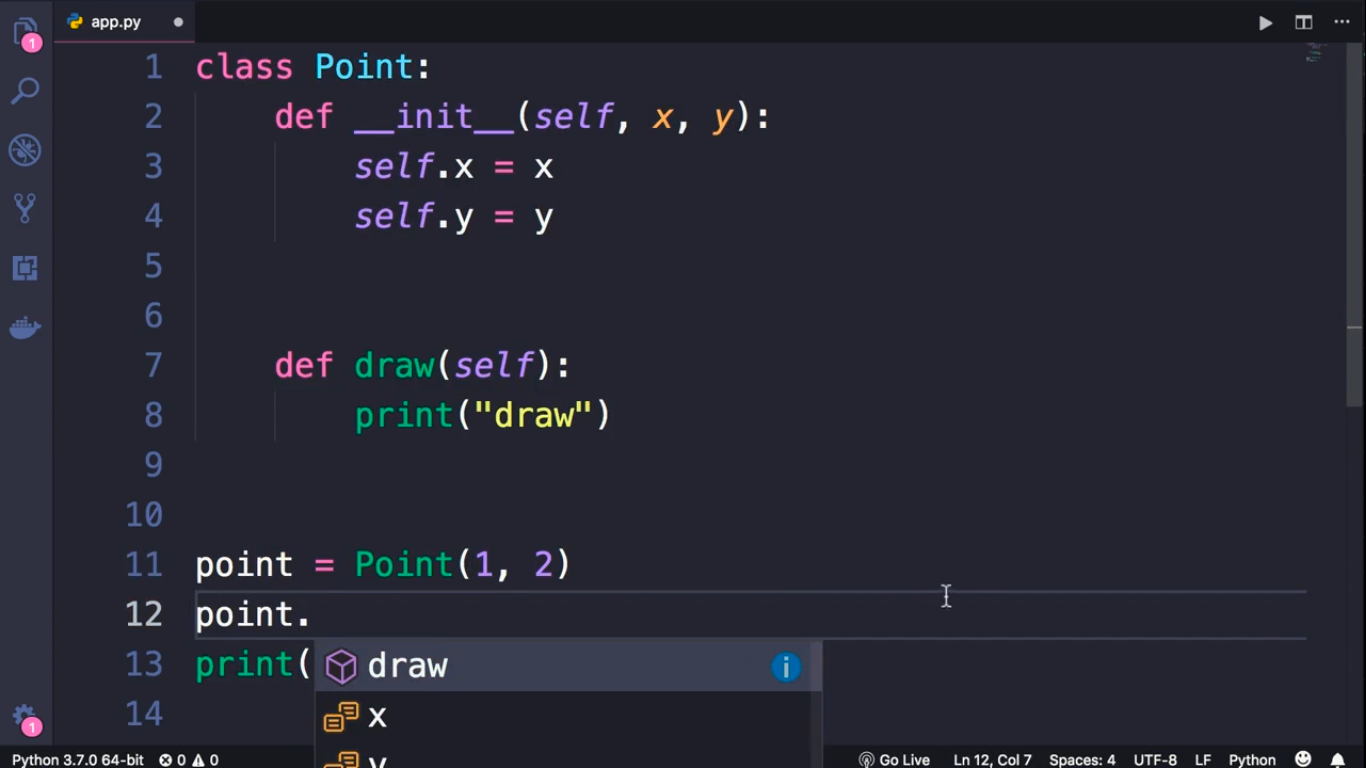 app.py
1
1 class Point:
2 def __init__(self, x, y):
3 self.x = x
4 self.y = y
5
6
7 def draw(self):
8 print("draw")
9
10
11 point = Point(1, 2)
12 point.
13 print(
draw
14
x
y
1
Python 3.7.0 64-bit 0 0 Go Live Ln 12, Col 7 Spaces: 4 UTF-8 LF Python